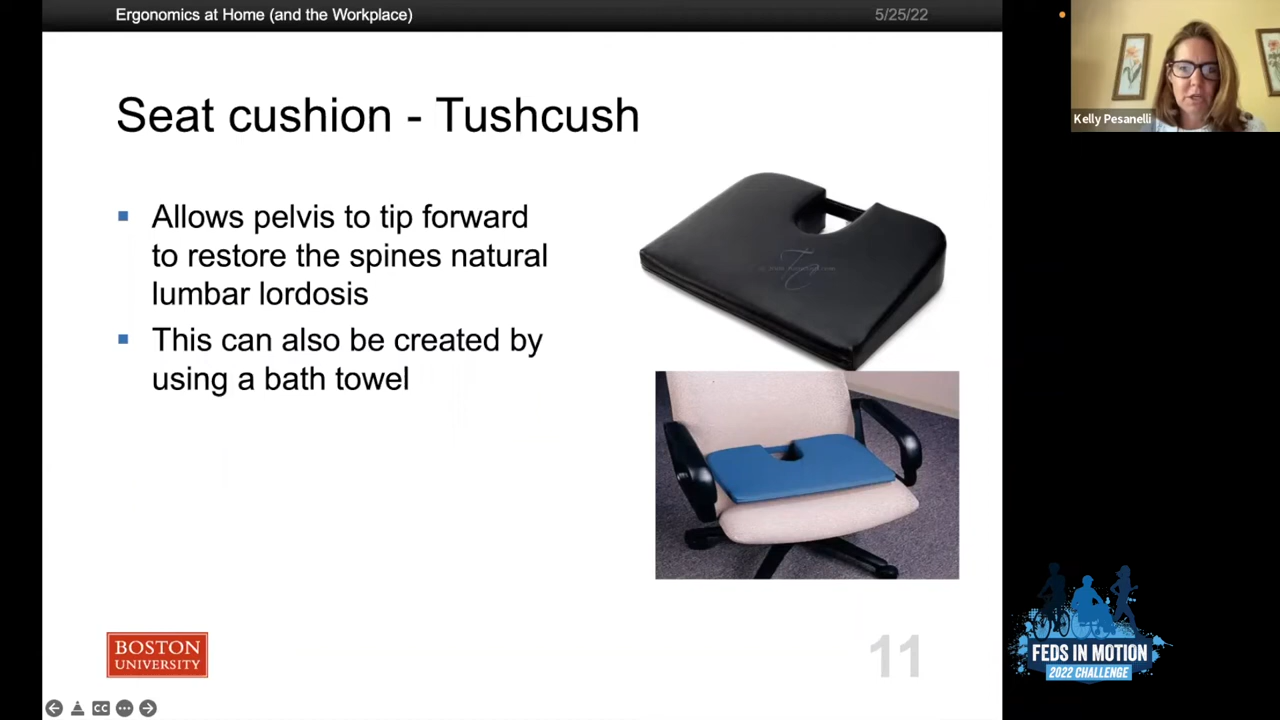 Ergonomics at Home (and the Workplace)
5/25/22
Kelly Pesanelli
Seat cushion - Tushcush
Allows pelvis to tip forward
to restore the spines natural
lumbar lordosis
This can also be created by
using a bath towel
TC
BOSTON
UNIVERSITY
11
FEDS IN MOTION
2022 CHALLENGE
CC